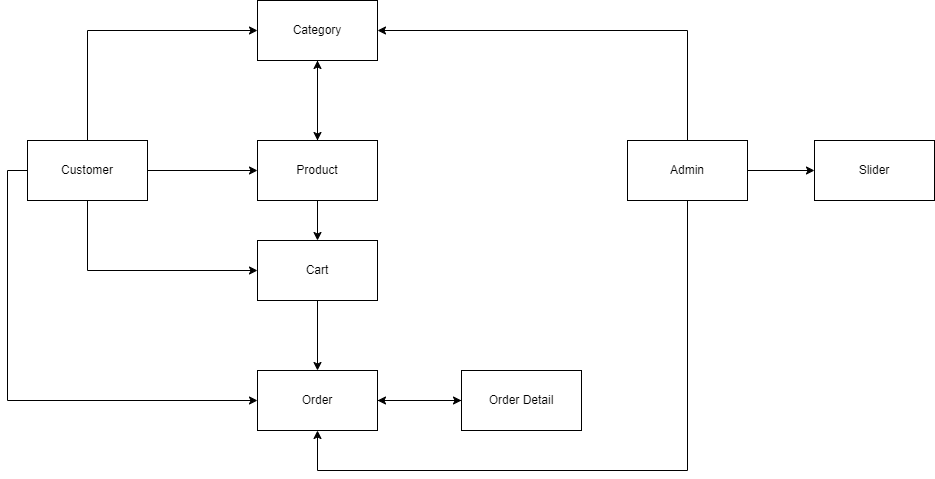 Category
Customer
Product
Admin
Slider
Cart
Order
Order Detail